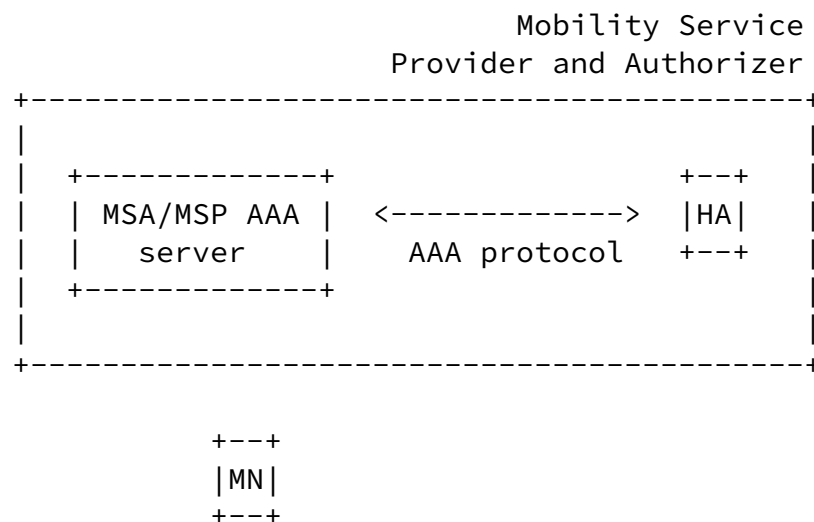 Mobility Service
Provider and Authorizer
+-------------------------------------------+
|                                           |
|  +-------------+                   +--+   |
|  | MSA/MSP AAA |  <------------->  |HA|   |
|  |   server    |    AAA protocol   +--+   |
|  +-------------+                          |
|                                           |
+-------------------------------------------+
+--+
|MN|
+--+